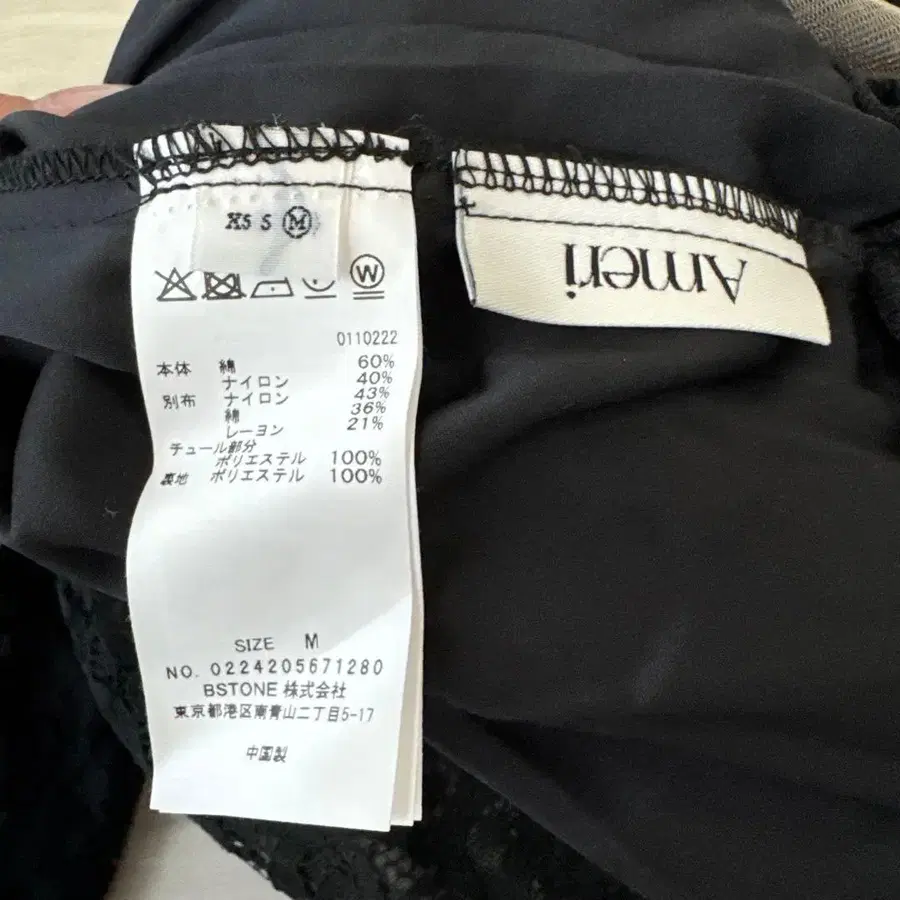 XS S M
W
0110222
本体 綿 60%
ナイロン 40%
別布 ナイロン 43%
綿 36%
レーヨン 21%
チュール部分
ポリエステル 100%
裏地 ポリエステル 100%
SIZE M
NO. 0224205671280
BSTONE 株式会社
東京都港区南青山二丁目5-17
中国製
Ameri